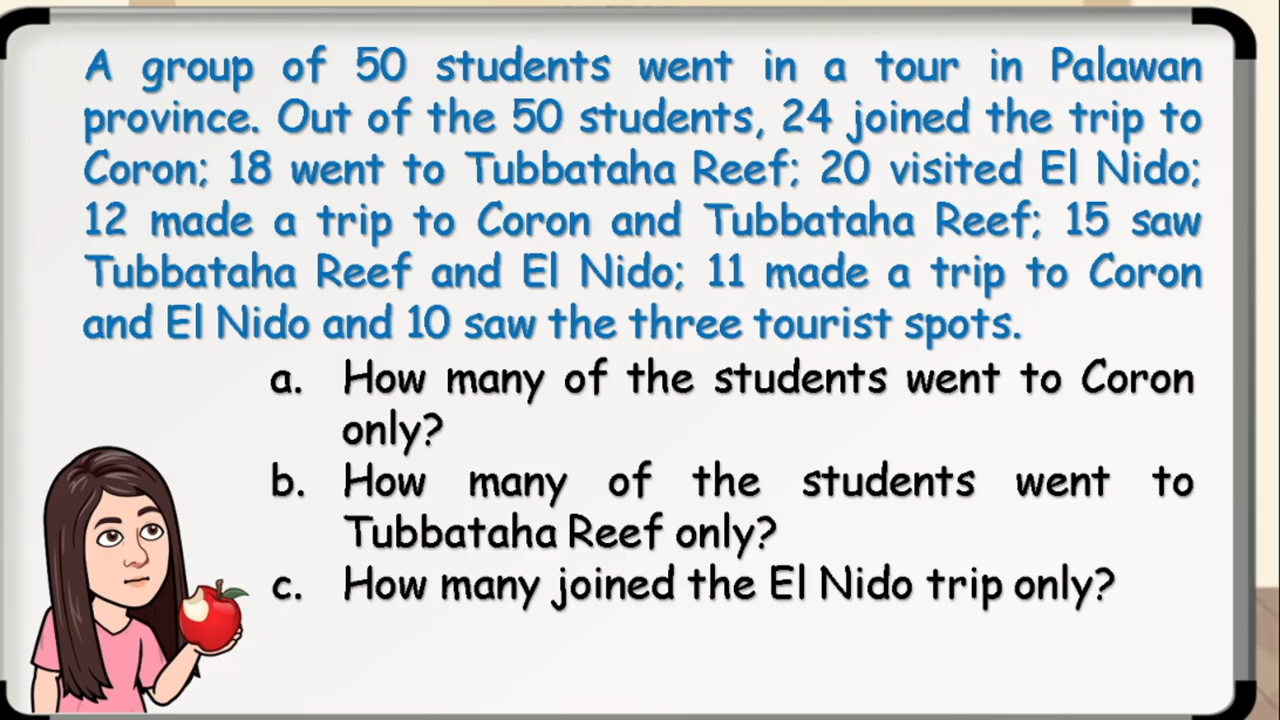 A group of 50 students went in a tour in Palawan
province. Out of the 50 students, 24 joined the trip to
Coron; 18 went to Tubbataha Reef; 20 visited El Nido;
12 made a trip to Coron and Tubbataha Reef; 15 saw
Tubbataha Reef and El Nido; 11 made a trip to Coron
and El Nido and 10 saw the three tourist spots.
a. How many of the students went to Coron
only?
b. How many of the students went to
Tubbataha Reef only?
c. How many joined the El Nido trip only?